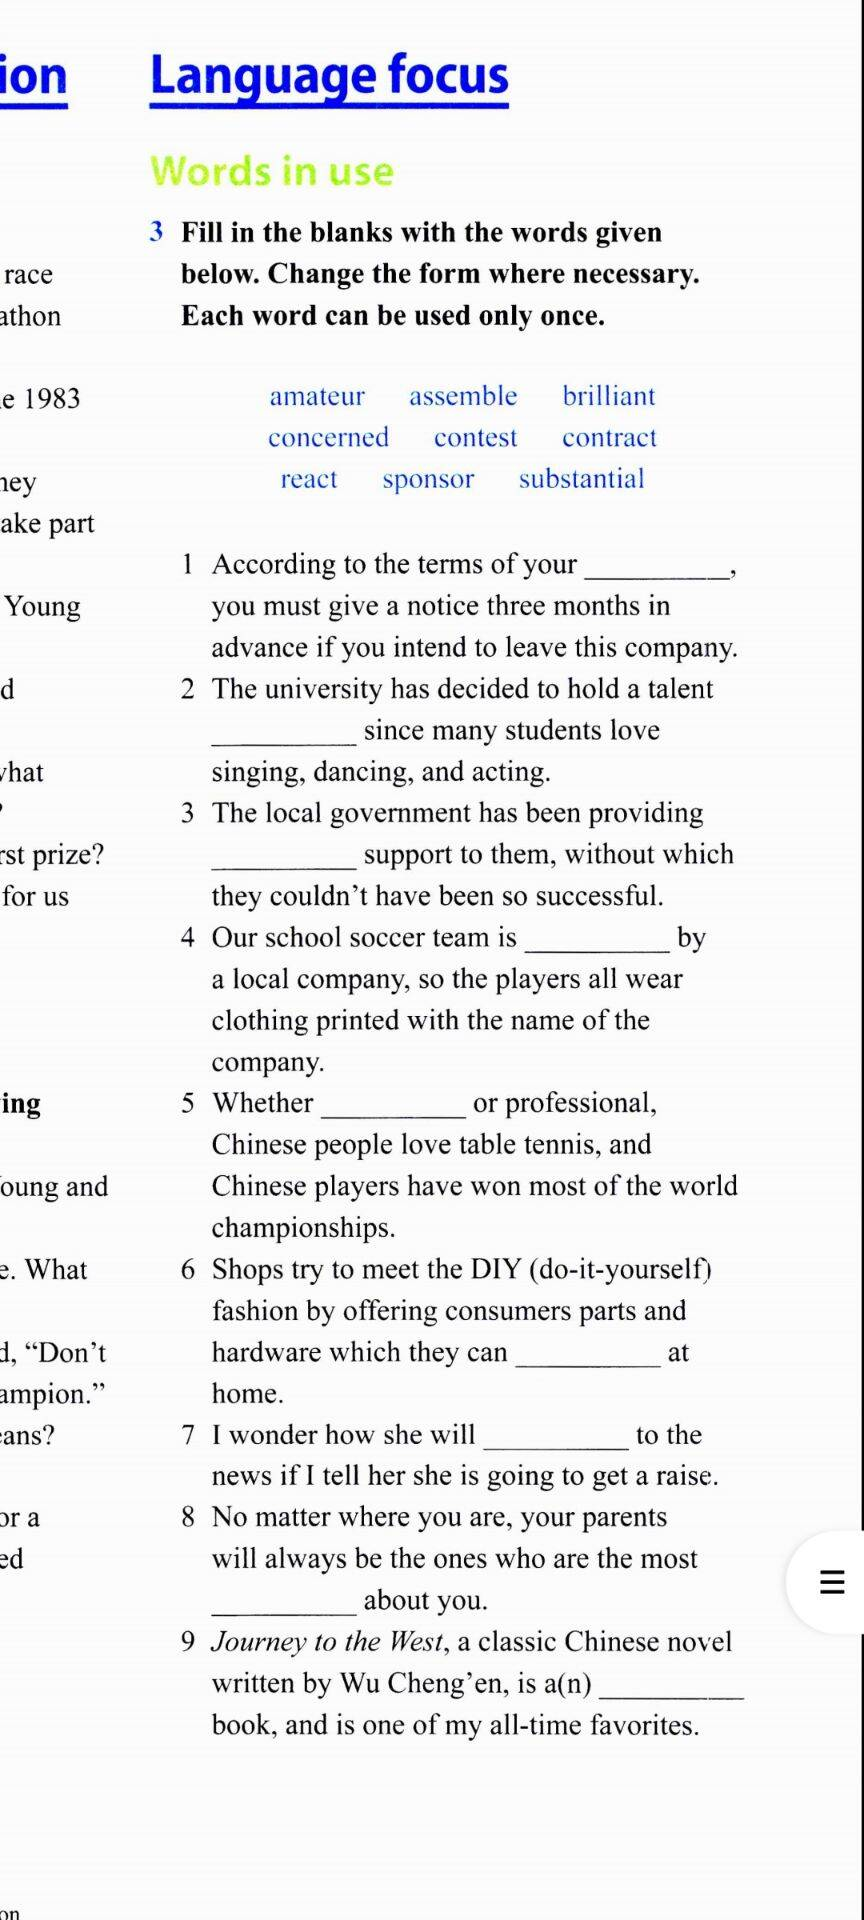 ion
Language focus
Words in use
3 Fill in the blanks with the words given
below. Change the form where necessary.
Each word can be used only once.
race
athon
e 1983
ney
ake part
Young
d
what
?
rst prize?
for us
ing
oung and
e. What
d, “Don’t
ampion.”
eans?
or a
ed
on
amateur assemble brilliant
concerned contest contract
react sponsor substantial
1 According to the terms of your __________,
you must give a notice three months in
advance if you intend to leave this company.
2 The university has decided to hold a talent
__________ since many students love
singing, dancing, and acting.
3 The local government has been providing
__________ support to them, without which
they couldn’t have been so successful.
4 Our school soccer team is __________ by
a local company, so the players all wear
clothing printed with the name of the
company.
5 Whether __________ or professional,
Chinese people love table tennis, and
Chinese players have won most of the world
championships.
6 Shops try to meet the DIY (do-it-yourself)
fashion by offering consumers parts and
hardware which they can __________ at
home.
7 I wonder how she will __________ to the
news if I tell her she is going to get a raise.
8 No matter where you are, your parents
will always be the ones who are the most
__________ about you.
9 Journey to the West, a classic Chinese novel
written by Wu Cheng’en, is a(n) __________
book, and is one of my all-time favorites.